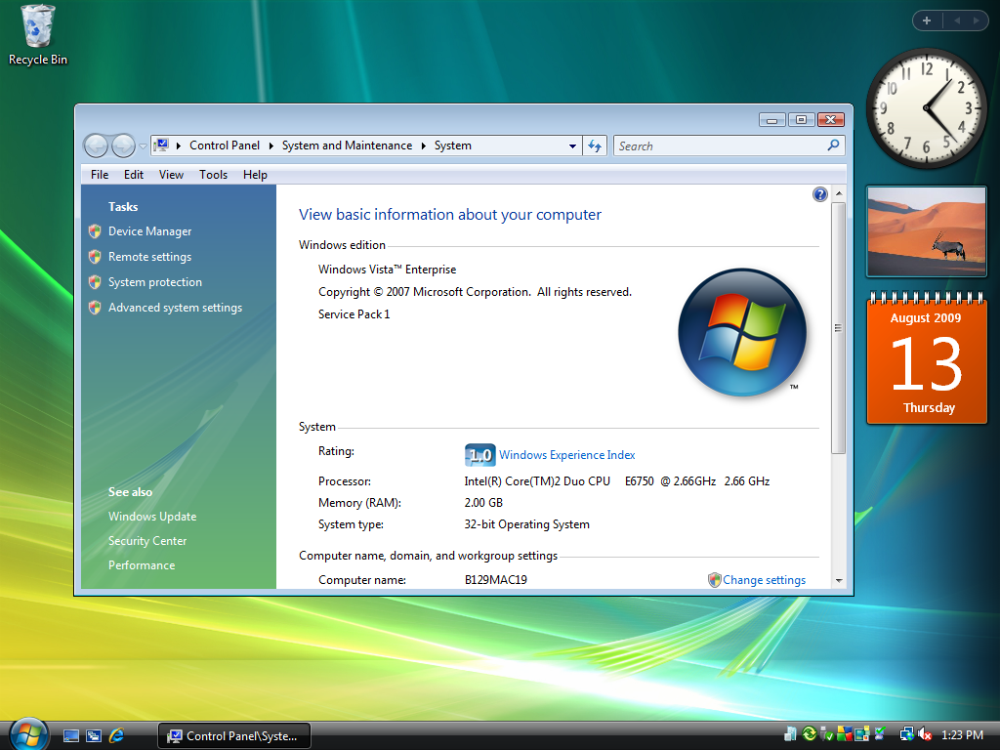 Recycle Bin
Control Panel System and Maintenance System
Search
File Edit View Tools Help
Tasks
Device Manager
Remote settings
System protection
Advanced system settings
See also
Windows Update
Security Center
Performance
View basic information about your computer
Windows edition
Windows Vista™ Enterprise
Copyright © 2007 Microsoft Corporation. All rights reserved.
Service Pack 1
TM
System
Rating:
1.0 Windows Experience Index
Processor: Intel(R) Core(TM)2 Duo CPU E6750 @ 2.66GHz 2.66 GHz
Memory (RAM): 2.00 GB
System type: 32-bit Operating System
Computer name, domain, and workgroup settings
Computer name: B129MAC19 Change settings
12
1
2
3
4
5
6
7
8
9
10
11
August 2009
13
Thursday
Control Panel\Syste...
1:23 PM